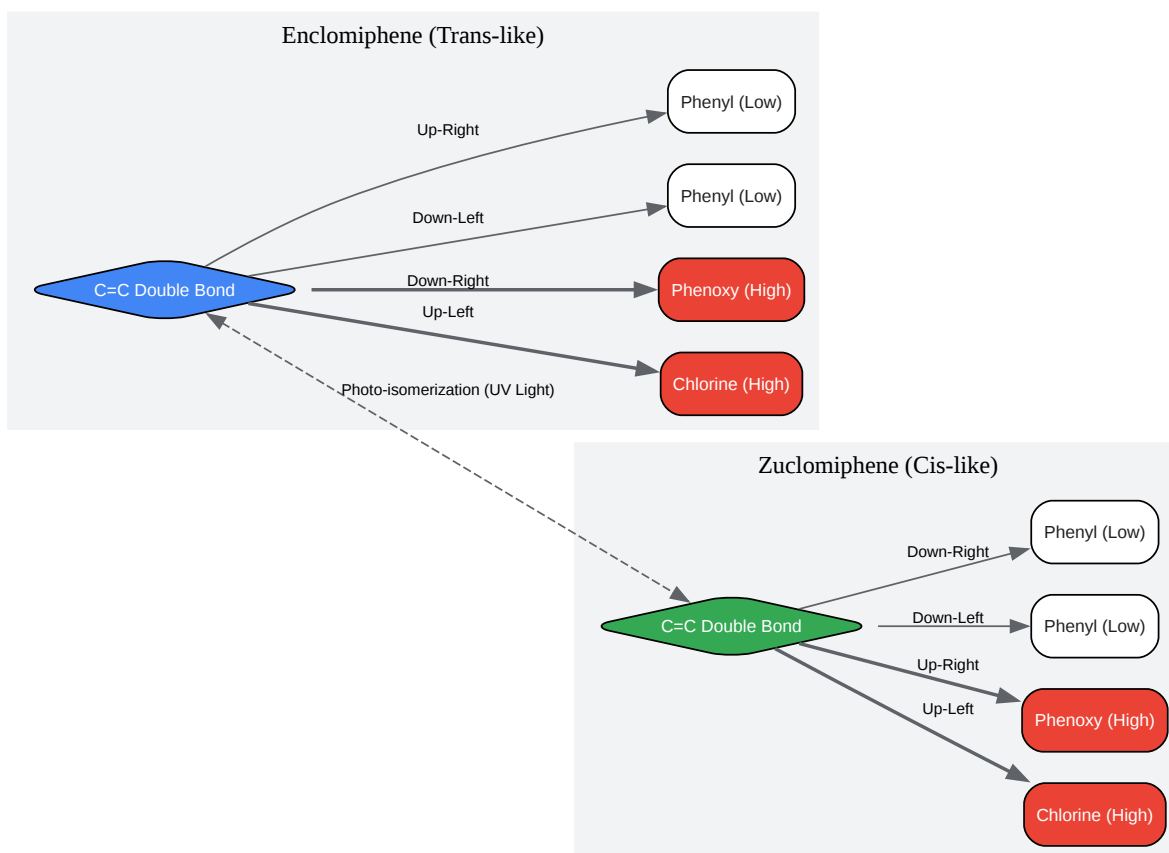 Enclomiphene (Trans-like)
Phenyl (Low)
Up-Right
Phenyl (Low)
Down-Left
C=C Double Bond
Down-Right
Phenoxy (High)
Up-Left
Chlorine (High)
Photo-isomerization (UV Light)
Zuclomiphene (Cis-like)
Phenyl (Low)
Down-Right
Down-Left
C=C Double Bond
Phenyl (Low)
Up-Right
Up-Left
Phenoxy (High)
Chlorine (High)